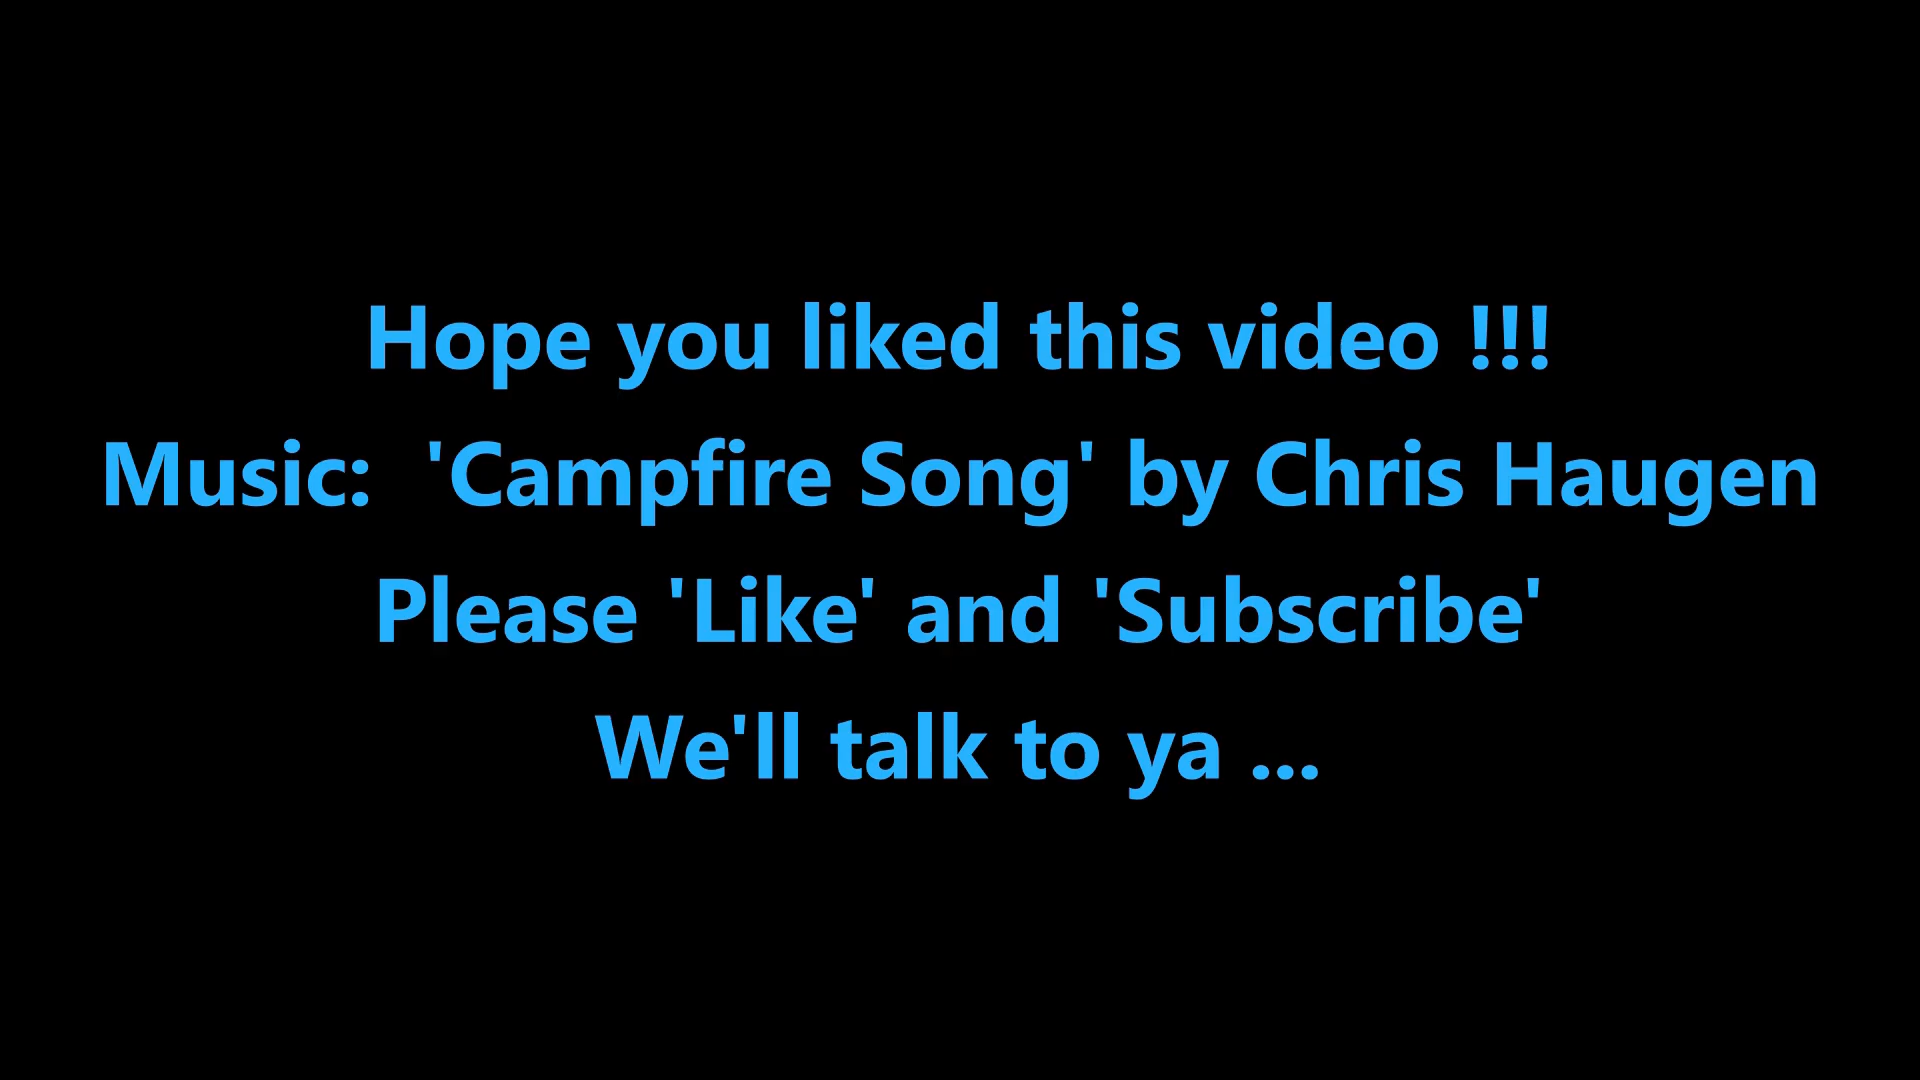 Hope you liked this video !!!
Music:  'Campfire Song' by Chris Haugen
Please 'Like' and 'Subscribe'
We'll talk to ya ...